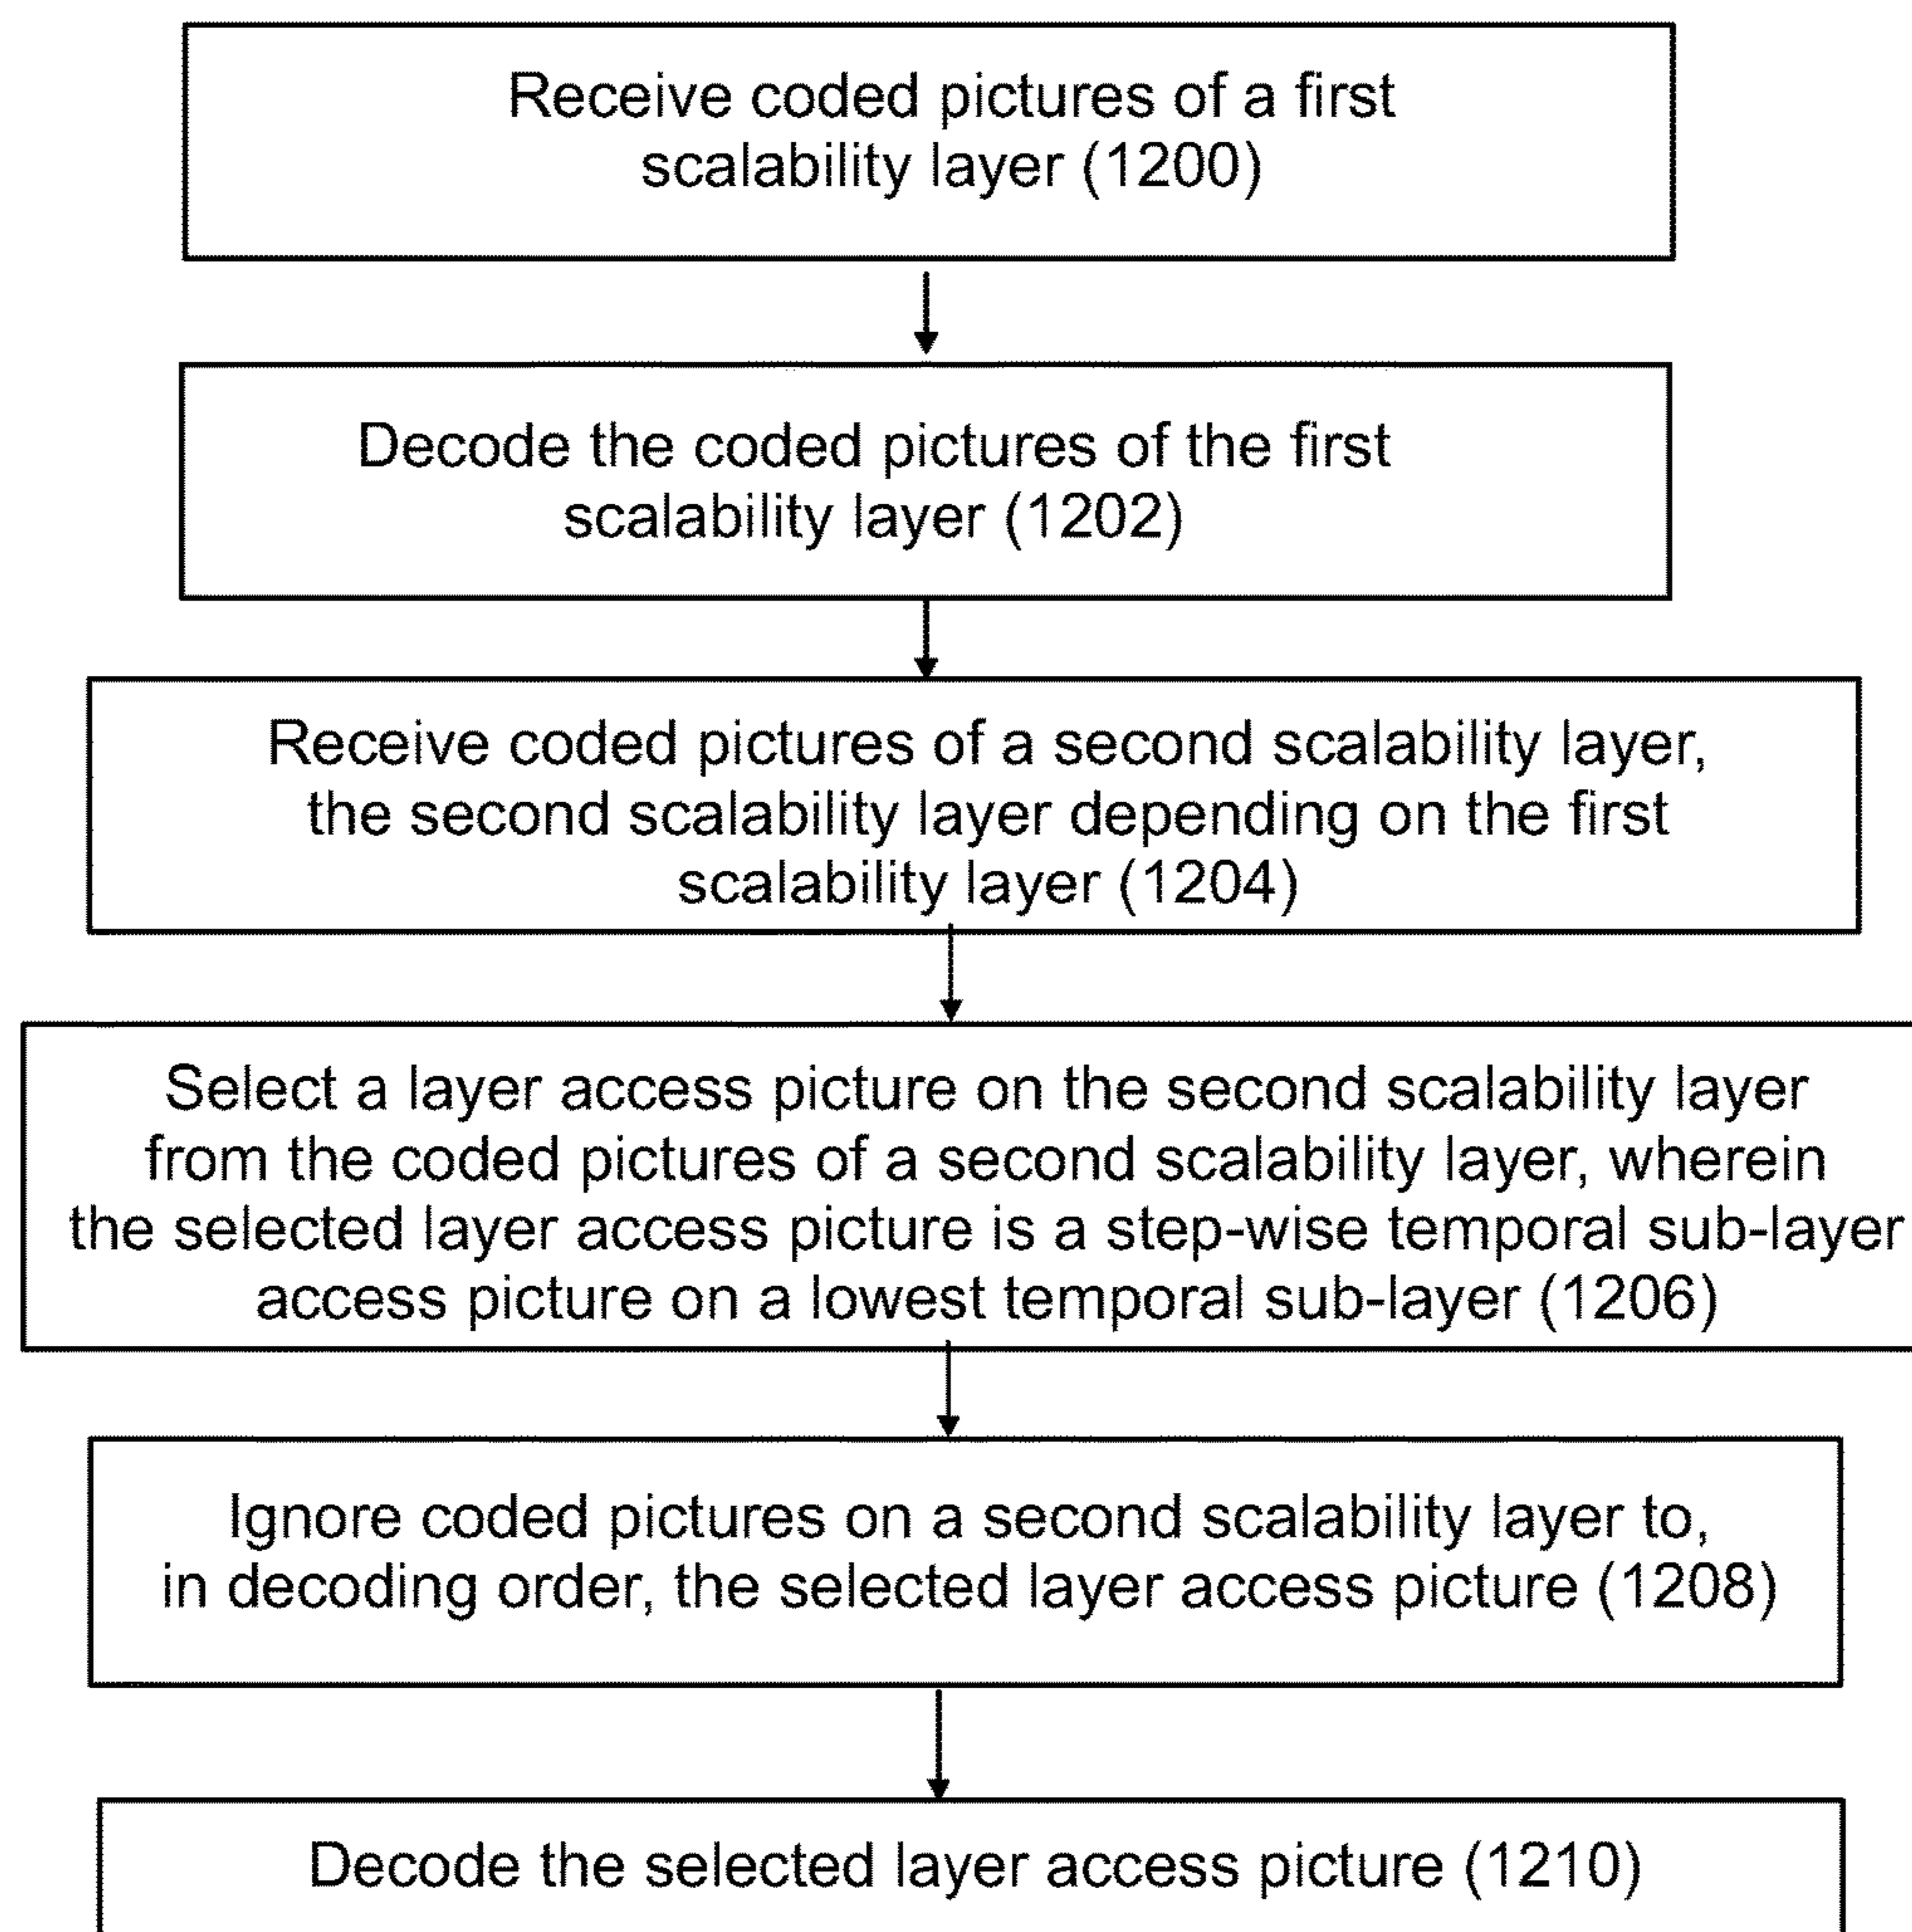 Receive coded pictures of a first
scalability layer (1200)
Decode the coded pictures of the first
scalability layer (1202)
Receive coded pictures of a second scalability layer,
the second scalability layer depending on the first
scalability layer (1204)
Select a layer access picture on the second scalability layer
from the coded pictures of a second scalability layer, wherein
the selected layer access picture is a step-wise temporal sub-layer
access picture on a lowest temporal sub-layer (1206)
Ignore coded pictures on a second scalability layer to,
in decoding order, the selected layer access picture (1208)
Decode the selected layer access picture (1210)